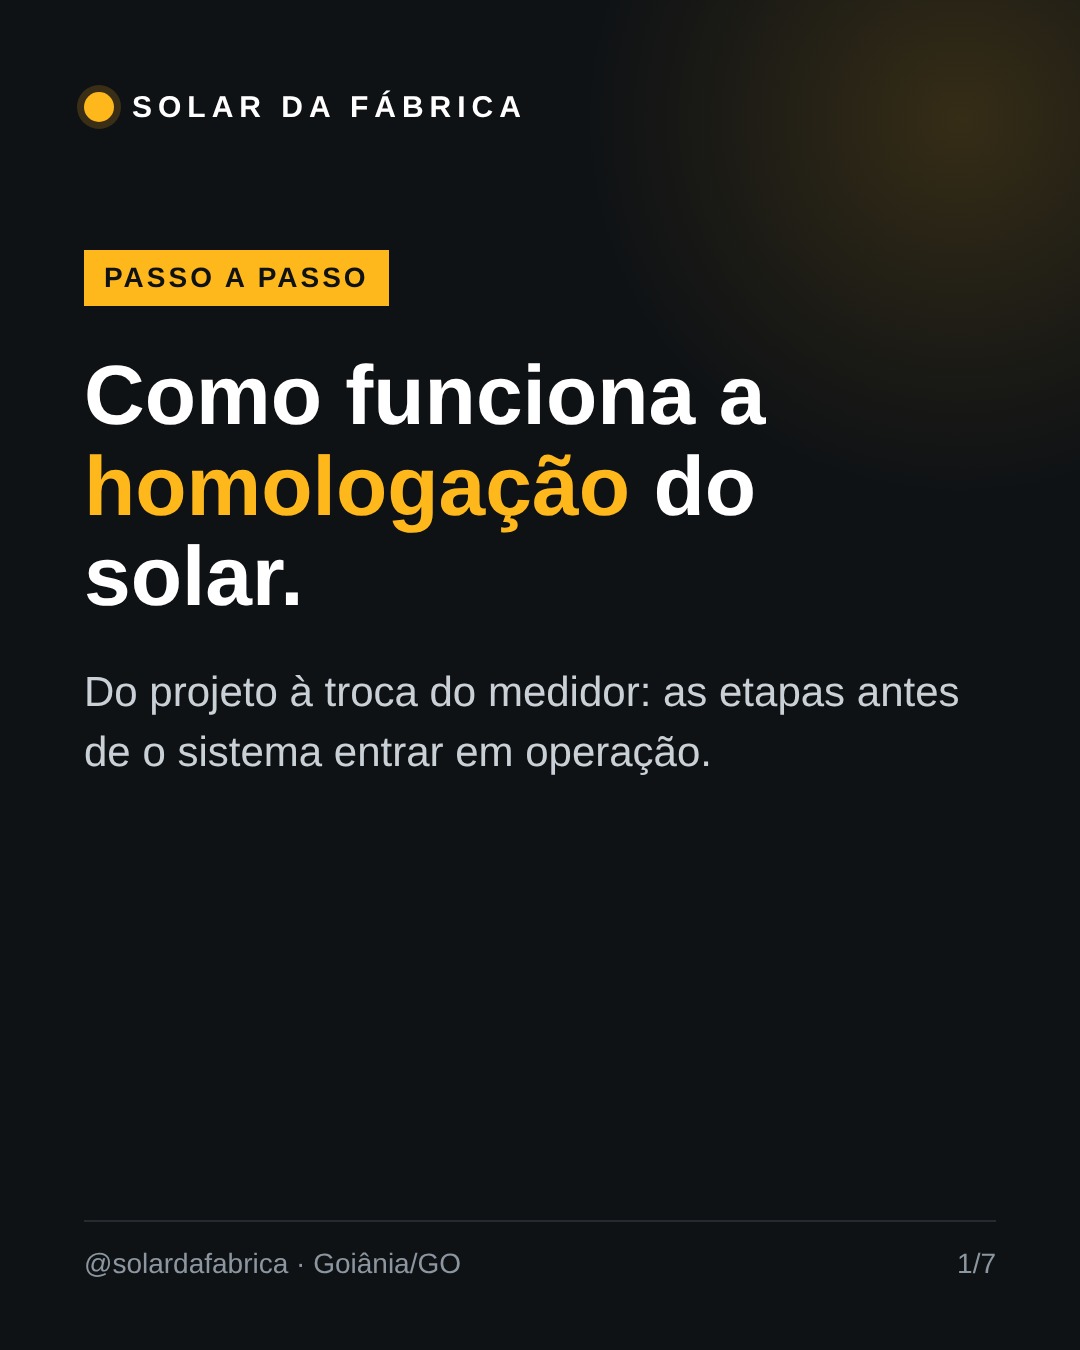 SOLAR DA FÁBRICA
PASSO A PASSO
Como funciona a
homologação do
solar.
Do projeto à troca do medidor: as etapas antes
de o sistema entrar em operação.
@solardafabrica · Goiânia/GO
1/7